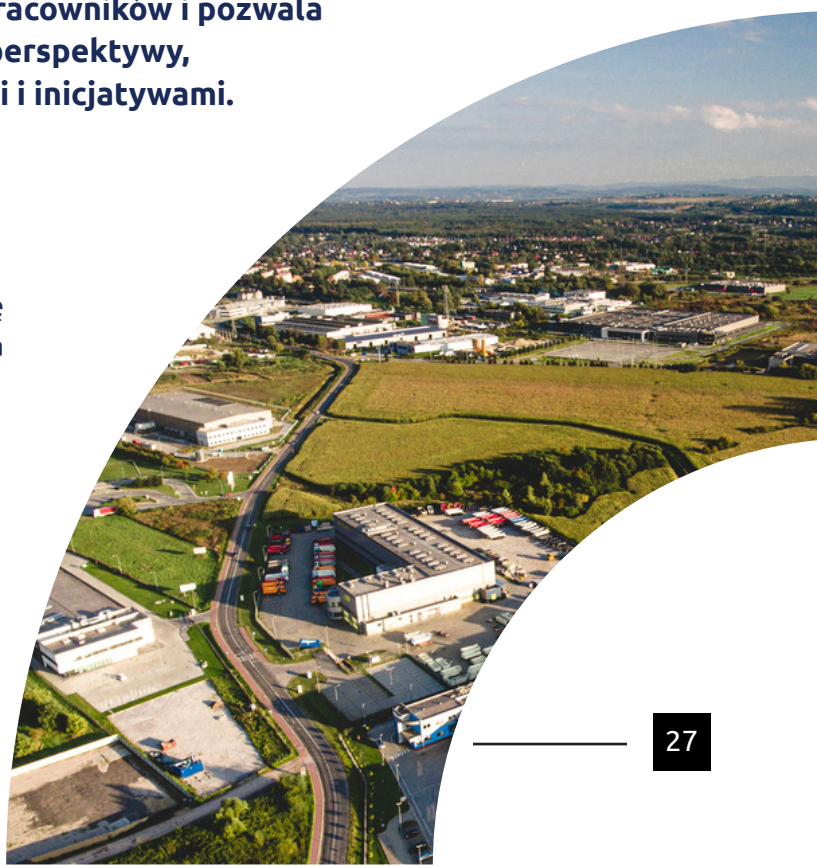 racowników i pozwala
perspektywy,
i i inicjatywami.
ę
27